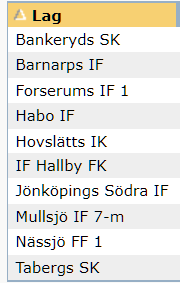 Lag
Bankeryds SK
Barnarps IF
Forserums IF 1
Habo IF
Hovslätts IK
IF Hallby FK
Jönköpings Södra IF
Mullsjö IF 7-m
Nässjö FF 1
Tabergs SK